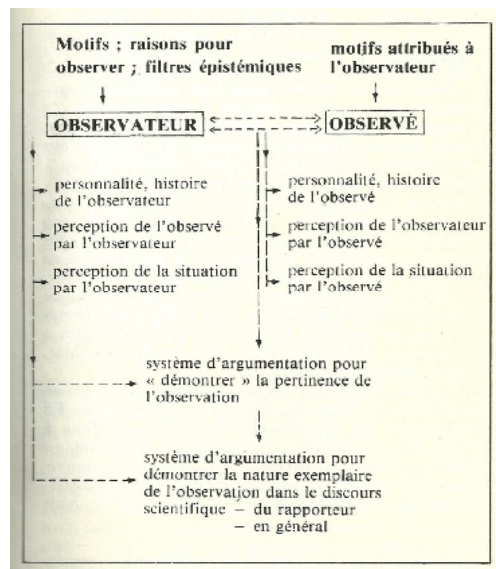 Motifs ; raisons pour
observer ; filtres épistémiques
motifs attribués à
l'observateur
OBSERVATEUR
OBSERVÉ
personnalité, histoire
de l'observateur
perception de l'observé
par l'observateur
perception de la situation
par l'observateur
personnalité, histoire
de l'observé
perception de l'observateur
par l'observé
perception de la situation
par l'observé
système d'argumentation pour
« démontrer » la pertinence de
l'observation
système d'argumentation pour
démontrer la nature exemplaire
de l'observation dans le discours
scientifique – du rapporteur
– en général